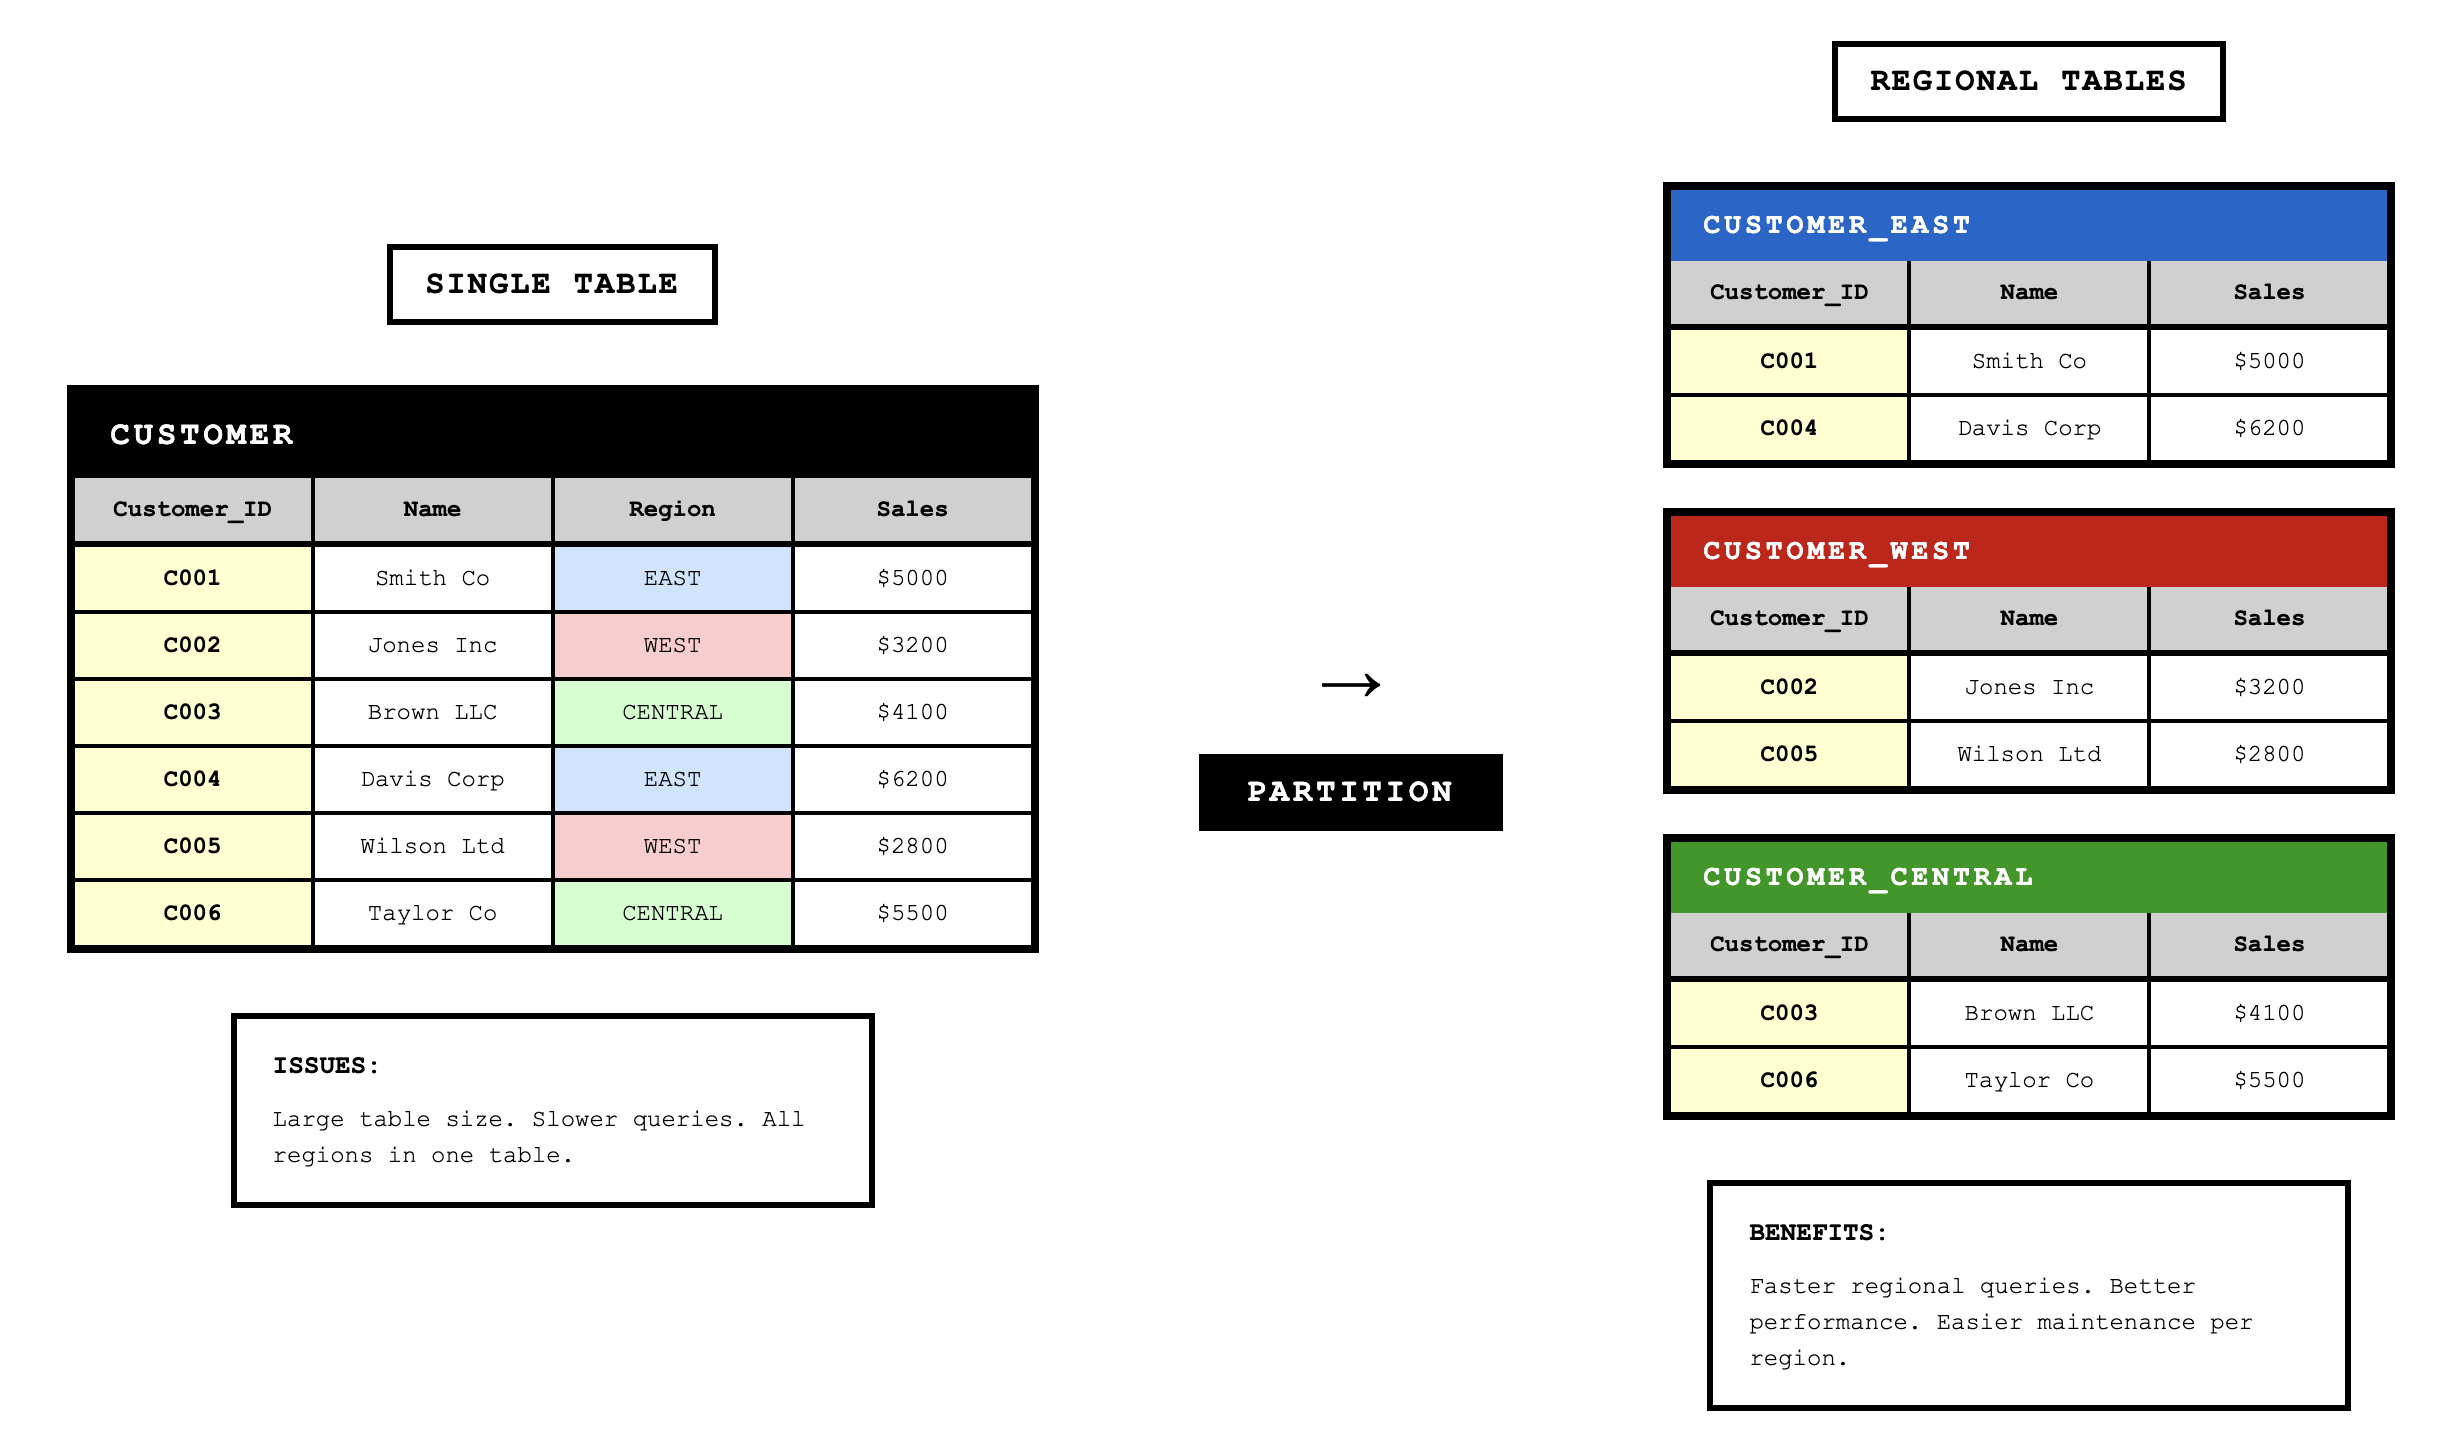 SINGLE TABLE
CUSTOMER
Customer_ID Name Region Sales
C001 Smith Co EAST $5000
C002 Jones Inc WEST $3200
C003 Brown LLC CENTRAL $4100
C004 Davis Corp EAST $6200
C005 Wilson Ltd WEST $2800
C006 Taylor Co CENTRAL $5500
ISSUES:
Large table size. Slower queries. All
regions in one table.
→
PARTITION
REGIONAL TABLES
CUSTOMER_EAST
Customer_ID Name Sales
C001 Smith Co $5000
C004 Davis Corp $6200
CUSTOMER_WEST
Customer_ID Name Sales
C002 Jones Inc $3200
C005 Wilson Ltd $2800
CUSTOMER_CENTRAL
Customer_ID Name Sales
C003 Brown LLC $4100
C006 Taylor Co $5500
BENEFITS:
Faster regional queries. Better
performance. Easier maintenance per
region.